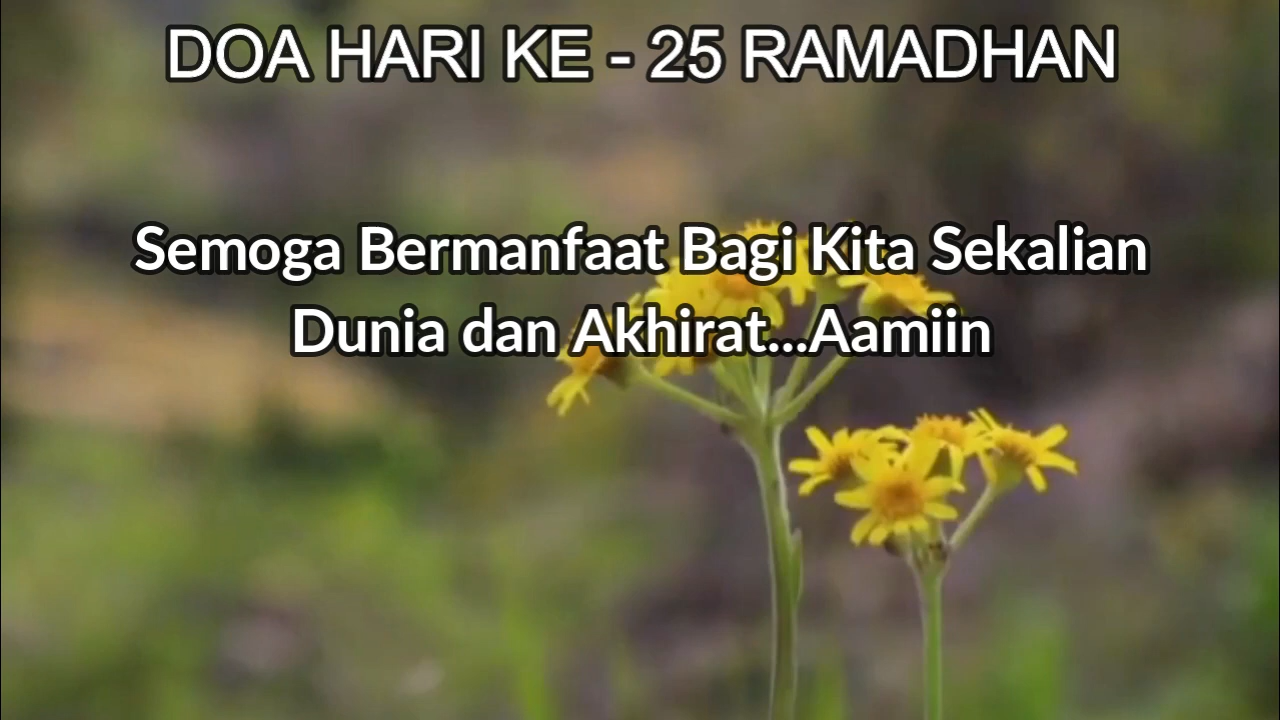 DOA HARI KE - 25 RAMADHAN
Semoga Bermanfaat Bagi Kita Sekalian
Dunia dan Akhirat...Aamiin